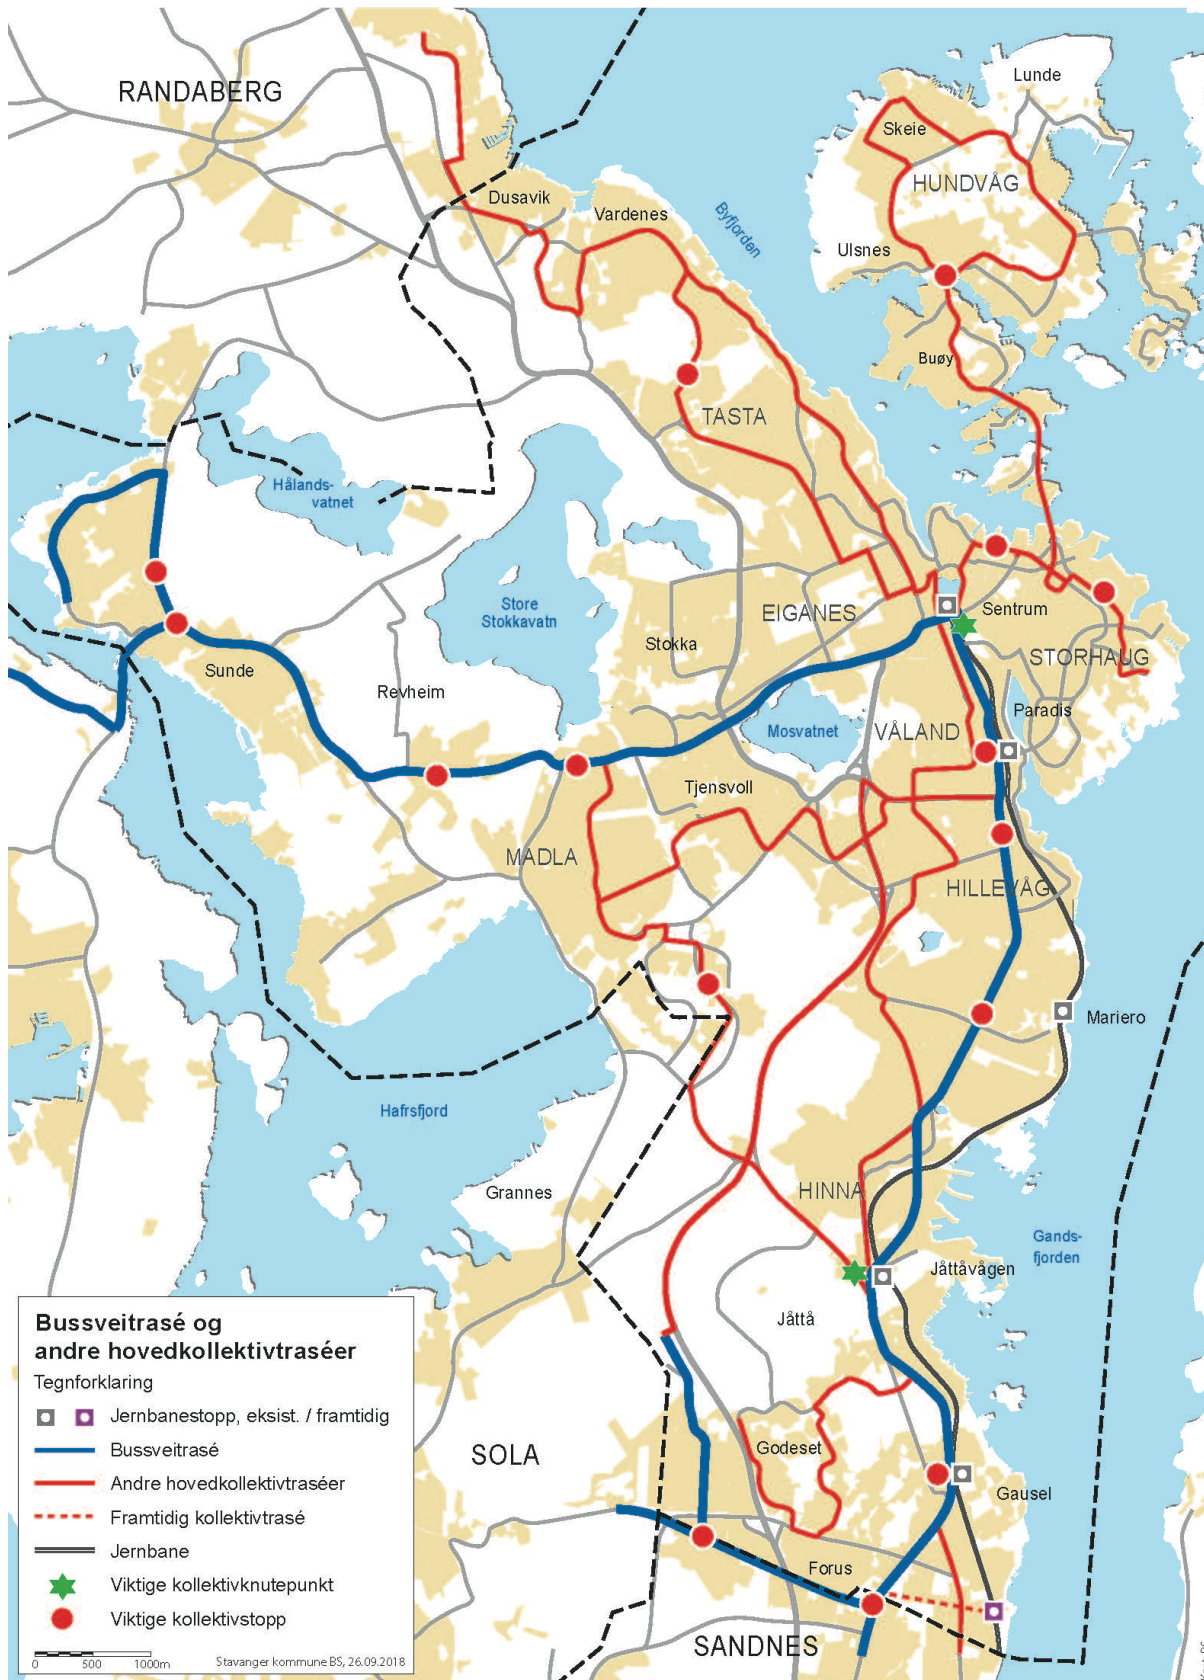 RANDABERG
Lunde
Skeie
HUNDVÅG
Dusavik
Vardenes
Byfjorden
Ulsnes
Buøy
TASTA
Hålands-
vatnet
Store
Stokkavatn
EIGANES
Sentrum
Stokka
STORHAUG
Sunde
Revheim
Paradis
Mosvatnet
VÅLAND
Tjensvoll
MADLA
HILLEVÅG
Mariero
Hafrsfjord
Grannes
HINNA
Gands-
fjorden
Jåttåvågen
Jåttå
Godeset
SOLA
Gausel
Forus
SANDNES
Bussveitrasé og
andre hovedkollektivtraséer
Tegnforklaring
Jernbanestopp, eksist. / framtidig
Bussveitrasé
Andre hovedkollektivtraséer
Framtidig kollektivtrasé
Jernbane
Viktige kollektivknutepunkt
Viktige kollektivstopp
0 500 1000m
Stavanger kommune BS, 26.09.2018